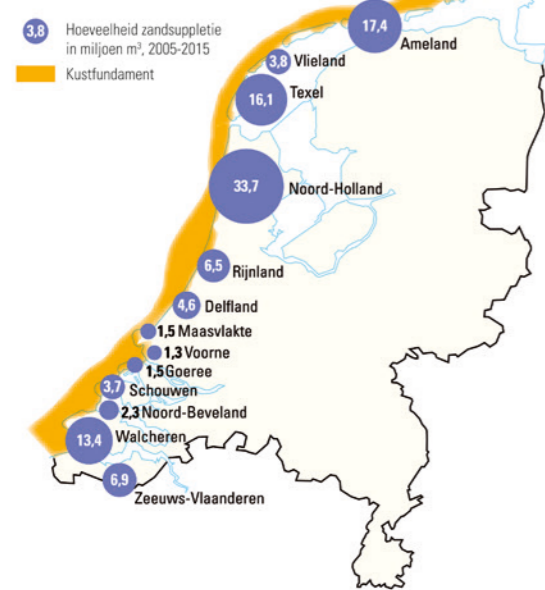 3,8 Hoeveelheid zandsuppletie
in miljoen m³, 2005-2015
Kustfundament
17,4
Ameland
3,8 Vlieland
Texel
16,1
33,7 Noord-Holland
6,5 Rijnland
4,6 Delfland
1,5 Maasvlakte
1,3 Voorne
1,5 Goeree
3,7 Schouwen
2,3 Noord-Beveland
Walcheren
13,4
6,9
Zeeuws-Vlaanderen